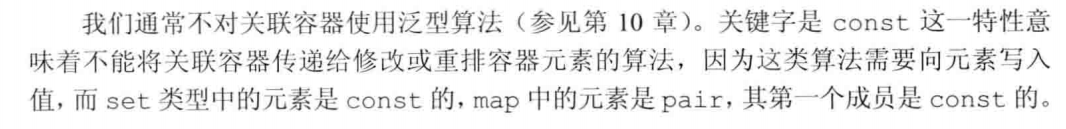 我们通常不对关联容器使用泛型算法（参见第 10 章）。关键字是 const 这一特性意
味着不能将关联容器传递给修改或重排容器元素的算法，因为这类算法需要向元素写入
值，而 set 类型中的元素是 const 的，map 中的元素是 pair，其第一个成员是 const 的。